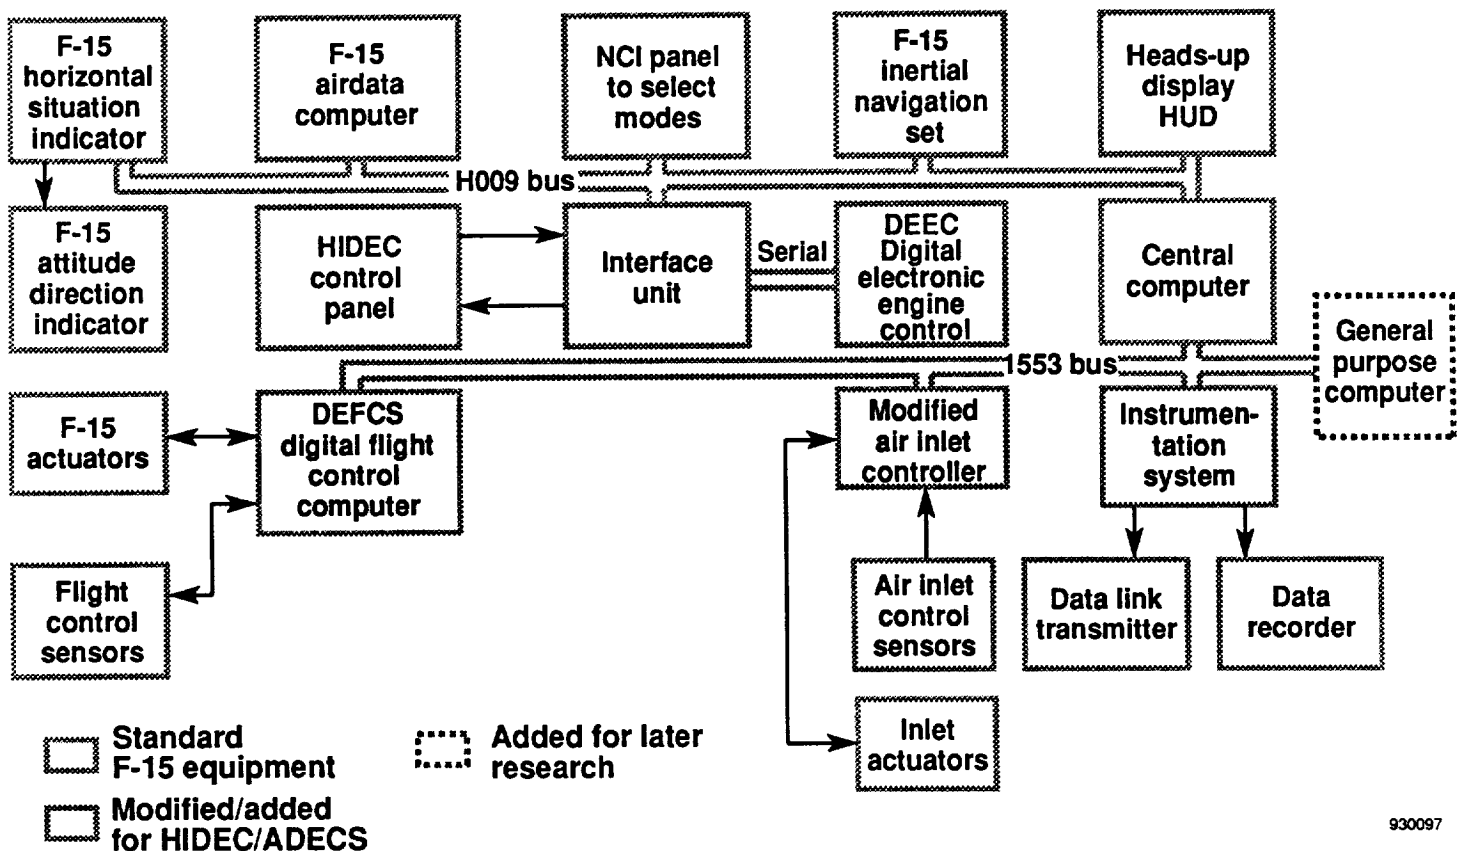 F-15
horizontal
situation
indicator
F-15
airdata
computer
NCI panel
to select
modes
F-15
inertial
navigation
set
Heads-up
display
HUD
H009 bus
F-15
attitude
direction
indicator
HIDEC
control
panel
Interface
unit
Serial
DEEC
Digital
electronic
engine
control
Central
computer
General
purpose
computer
1553 bus
F-15
actuators
DEFCS
digital flight
control
computer
Modified
air inlet
controller
Instrumen-
tation
system
Flight
control
sensors
Air inlet
control
sensors
Data link
transmitter
Data
recorder
Inlet
actuators
Standard
F-15 equipment
Added for later
research
Modified/added
for HIDEC/ADECS
930097